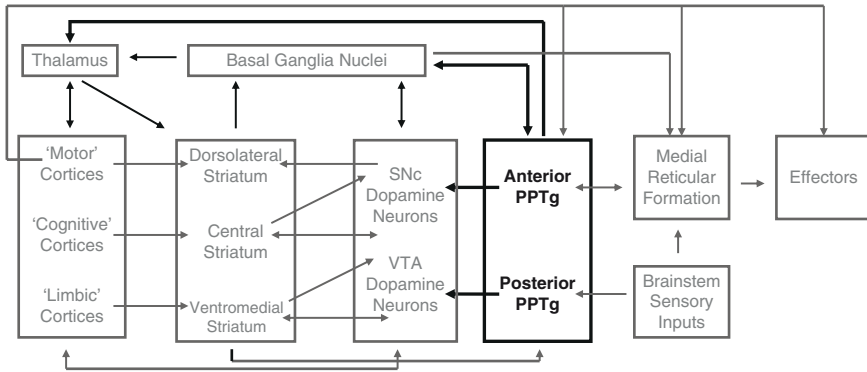 Thalamus
Basal Ganglia Nuclei
‘Motor’
Cortices
‘Cognitive’
Cortices
‘Limbic’
Cortices
Dorsolateral
Striatum
Central
Striatum
Ventromedial
Striatum
SNc
Dopamine
Neurons
VTA
Dopamine
Neurons
Anterior
PPTg
Posterior
PPTg
Medial
Reticular
Formation
Brainstem
Sensory
Inputs
Effectors